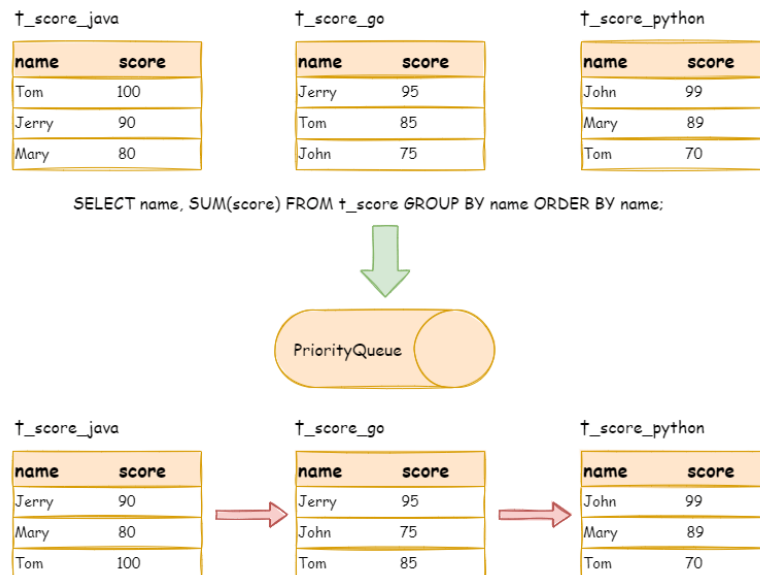 t_score_java t_score_go t_score_python
name score name score name score
Tom 100 Jerry 95 John 99
Jerry 90 Tom 85 Mary 89
Mary 80 John 75 Tom 70
SELECT name, SUM(score) FROM t_score GROUP BY name ORDER BY name;
PriorityQueue
t_score_java t_score_go t_score_python
name score name score name score
Jerry 90 Jerry 95 John 99
Mary 80 John 75 Mary 89
Tom 100 Tom 85 Tom 70